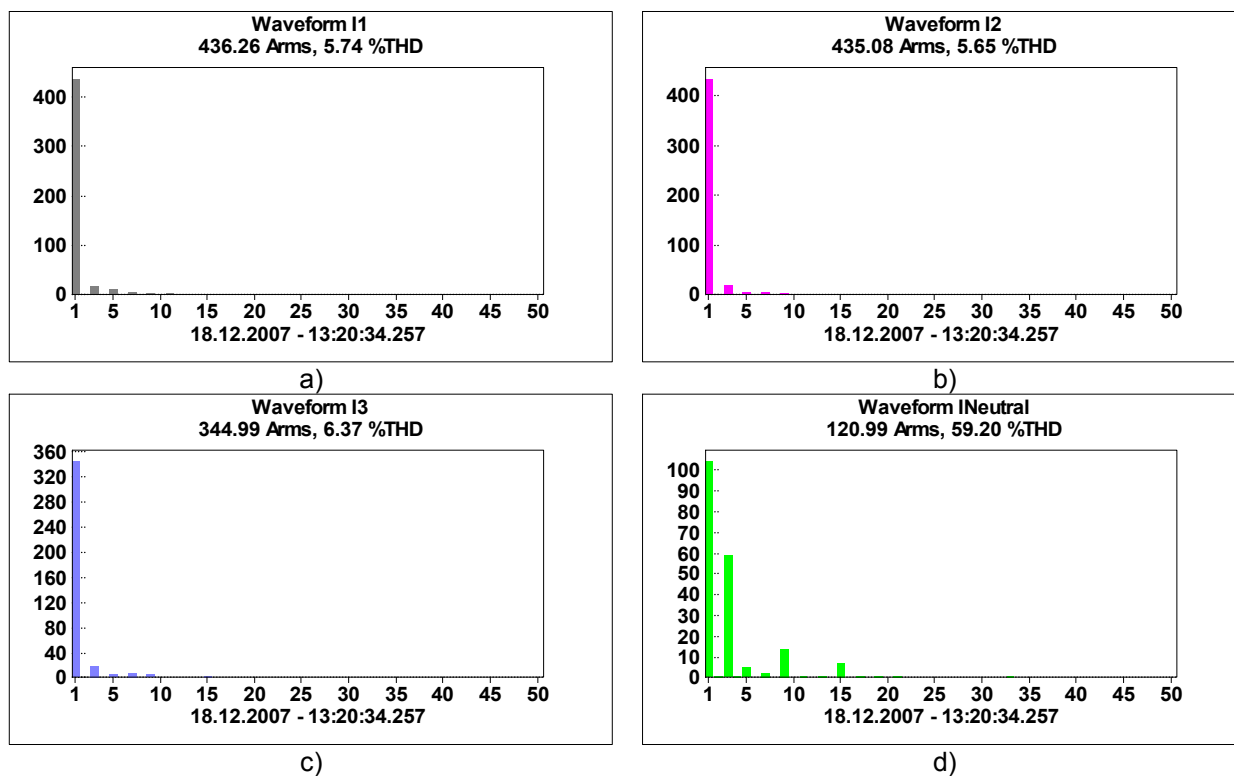 Waveform I1
436.26 Arms, 5.74 %THD
400
300
200
100
0
1 5 10 15 20 25 30 35 40 45 50
18.12.2007 - 13:20:34.257
a)
Waveform I2
435.08 Arms, 5.65 %THD
400
300
200
100
0
1 5 10 15 20 25 30 35 40 45 50
18.12.2007 - 13:20:34.257
b)
Waveform I3
344.99 Arms, 6.37 %THD
360
320
280
240
200
160
120
80
40
0
1 5 10 15 20 25 30 35 40 45 50
18.12.2007 - 13:20:34.257
c)
Waveform INeutral
120.99 Arms, 59.20 %THD
100
90
80
70
60
50
40
30
20
10
0
1 5 10 15 20 25 30 35 40 45 50
18.12.2007 - 13:20:34.257
d)